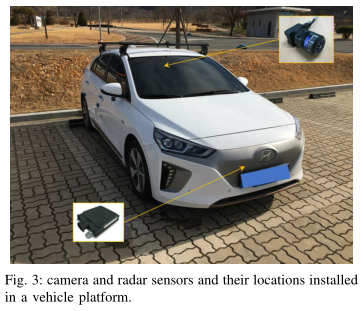 Fig. 3: camera and radar sensors and their locations installed
in a vehicle platform.